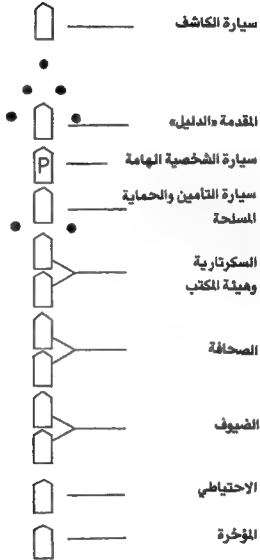 سيارة الكاشف
المقدمة «الدليل»
سيارة الشخصية الهامة
P
سيارة التأمين والحماية
المسلحة
السكرتارية
وهيئة المكتب
الصحافة
الضيوف
الاحتياطي
المؤخرة